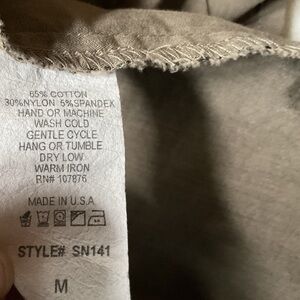 65% COTTON
30%NYLON 5%SPANDEX
HAND OR MACHINE
WASH COLD
GENTLE CYCLE
HANG OR TUMBLE
DRY LOW
WARM IRON
RN# 107876
MADE IN U.S.A
STYLE# SN141
M